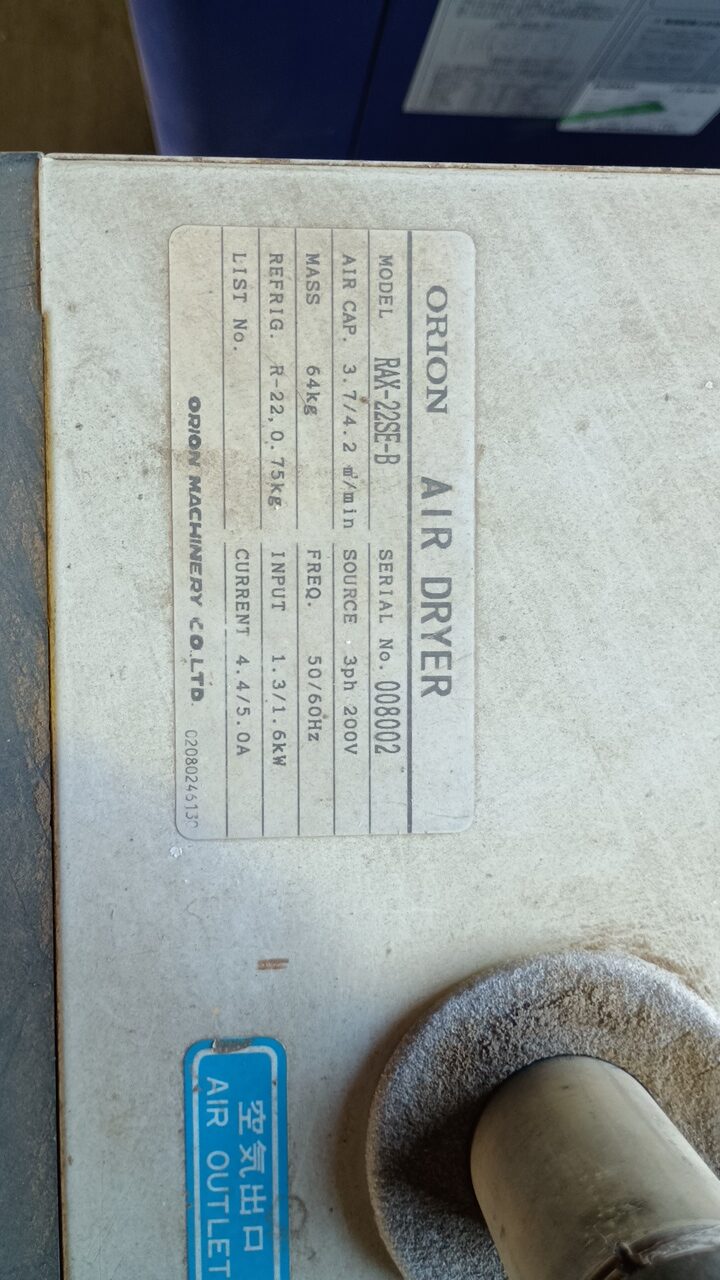 ORION AIR DRYER
MODEL RAX-22SE-B SERIAL No. 008002
AIR CAP. 3.7/4.2 m³/min SOURCE 3ph 200V
MASS 64kg FREQ. 50/60Hz
REFRIG. R-22, 0.75kg INPUT 1.3/1.6kW
LIST No. CURRENT 4.4/5.0A
ORION MACHINERY CO.,LTD. 02080246130
空気出口
AIR OUTLET